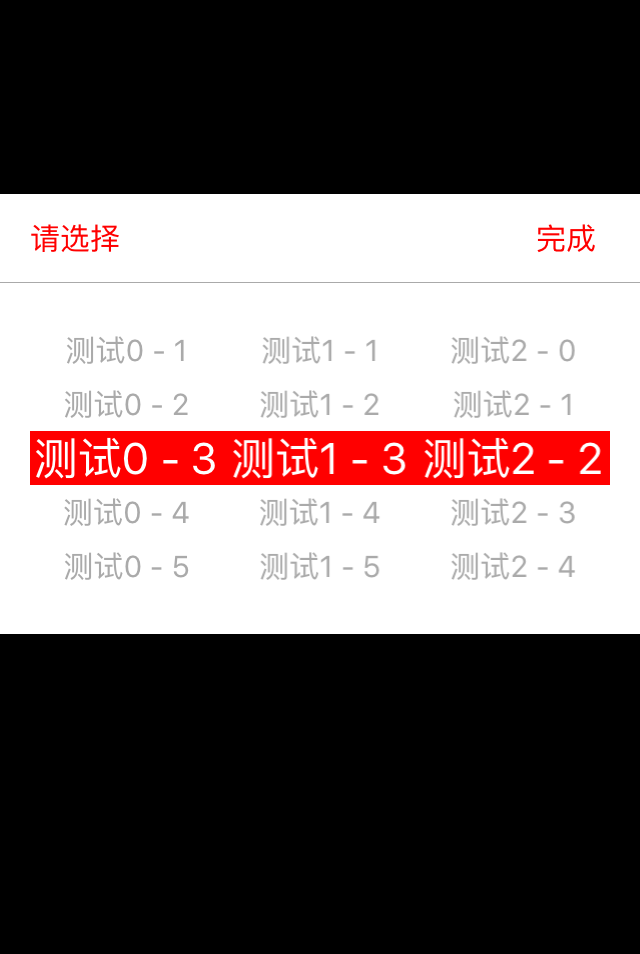 请选择 完成
测试0 - 1 测试1 - 1 测试2 - 0
测试0 - 2 测试1 - 2 测试2 - 1
测试0 - 3 测试1 - 3 测试2 - 2
测试0 - 4 测试1 - 4 测试2 - 3
测试0 - 5 测试1 - 5 测试2 - 4